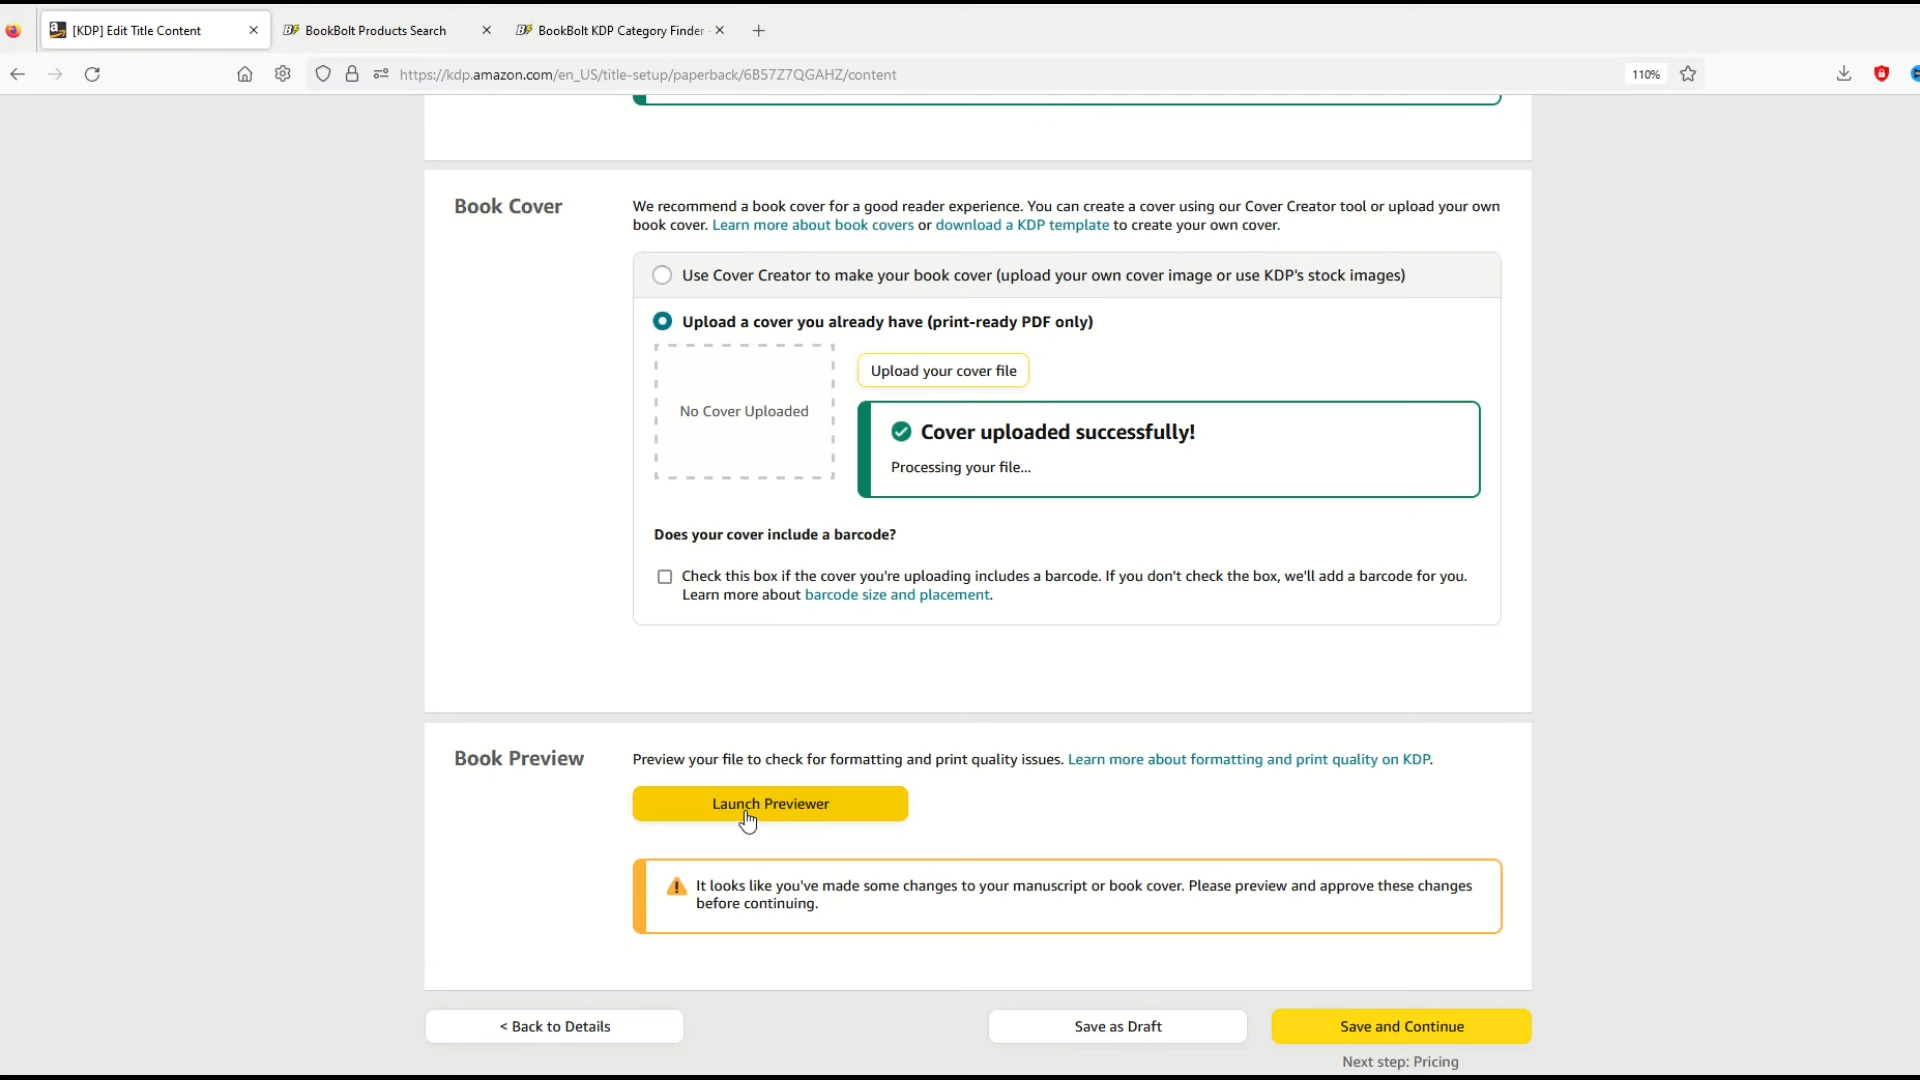 [KDP] Edit Title Content
BookBolt Products Search
BookBolt KDP Category Finder -
https://kdp.amazon.com/en_US/title-setup/paperback/6B57Z7QGAHZ/content
110%
Book Cover
We recommend a book cover for a good reader experience. You can create a cover using our Cover Creator tool or upload your own
book cover. Learn more about book covers or download a KDP template to create your own cover.
Use Cover Creator to make your book cover (upload your own cover image or use KDP's stock images)
Upload a cover you already have (print-ready PDF only)
No Cover Uploaded
Upload your cover file
Cover uploaded successfully!
Processing your file...
Does your cover include a barcode?
Check this box if the cover you're uploading includes a barcode. If you don't check the box, we'll add a barcode for you.
Learn more about barcode size and placement.
Book Preview
Preview your file to check for formatting and print quality issues. Learn more about formatting and print quality on KDP.
Launch Previewer
It looks like you've made some changes to your manuscript or book cover. Please preview and approve these changes
before continuing.
< Back to Details
Save as Draft
Save and Continue
Next step: Pricing